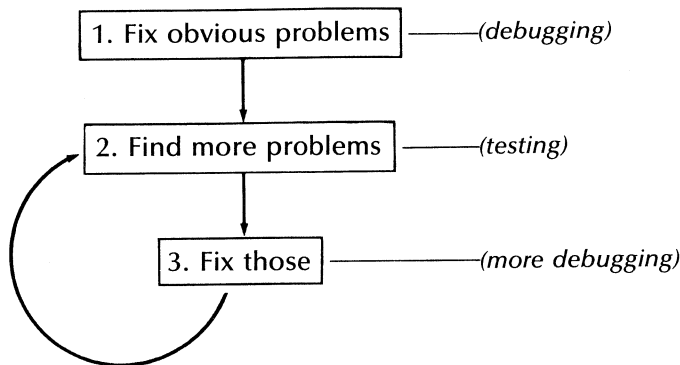 1. Fix obvious problems (debugging)
2. Find more problems (testing)
3. Fix those (more debugging)